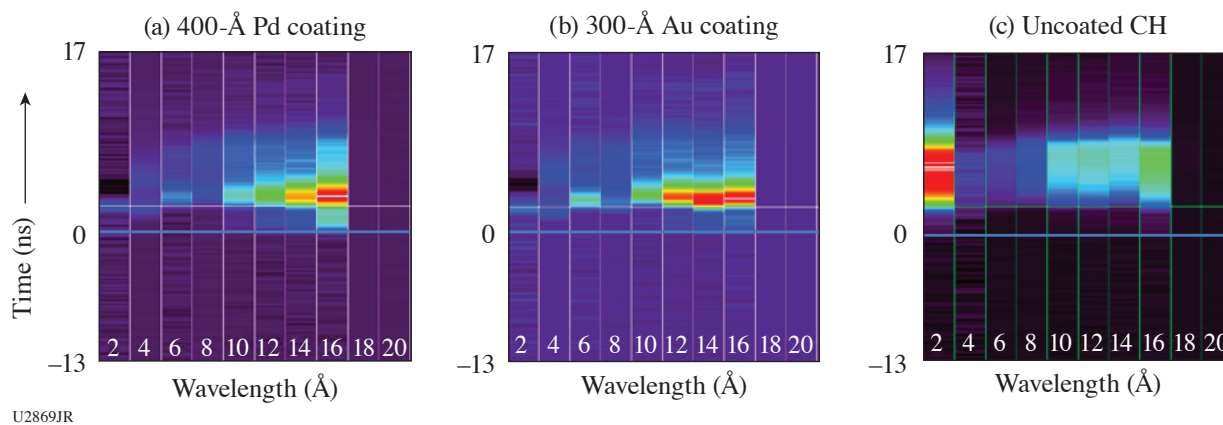 (a) 400-Å Pd coating
(b) 300-Å Au coating
(c) Uncoated CH
17
17
17
Time (ns)
0
0
0
2 4 6 8 10 12 14 16 18 20
2 4 6 8 10 12 14 16 18 20
2 4 6 8 10 12 14 16 18 20
–13
–13
–13
Wavelength (Å)
Wavelength (Å)
Wavelength (Å)
U2869JR